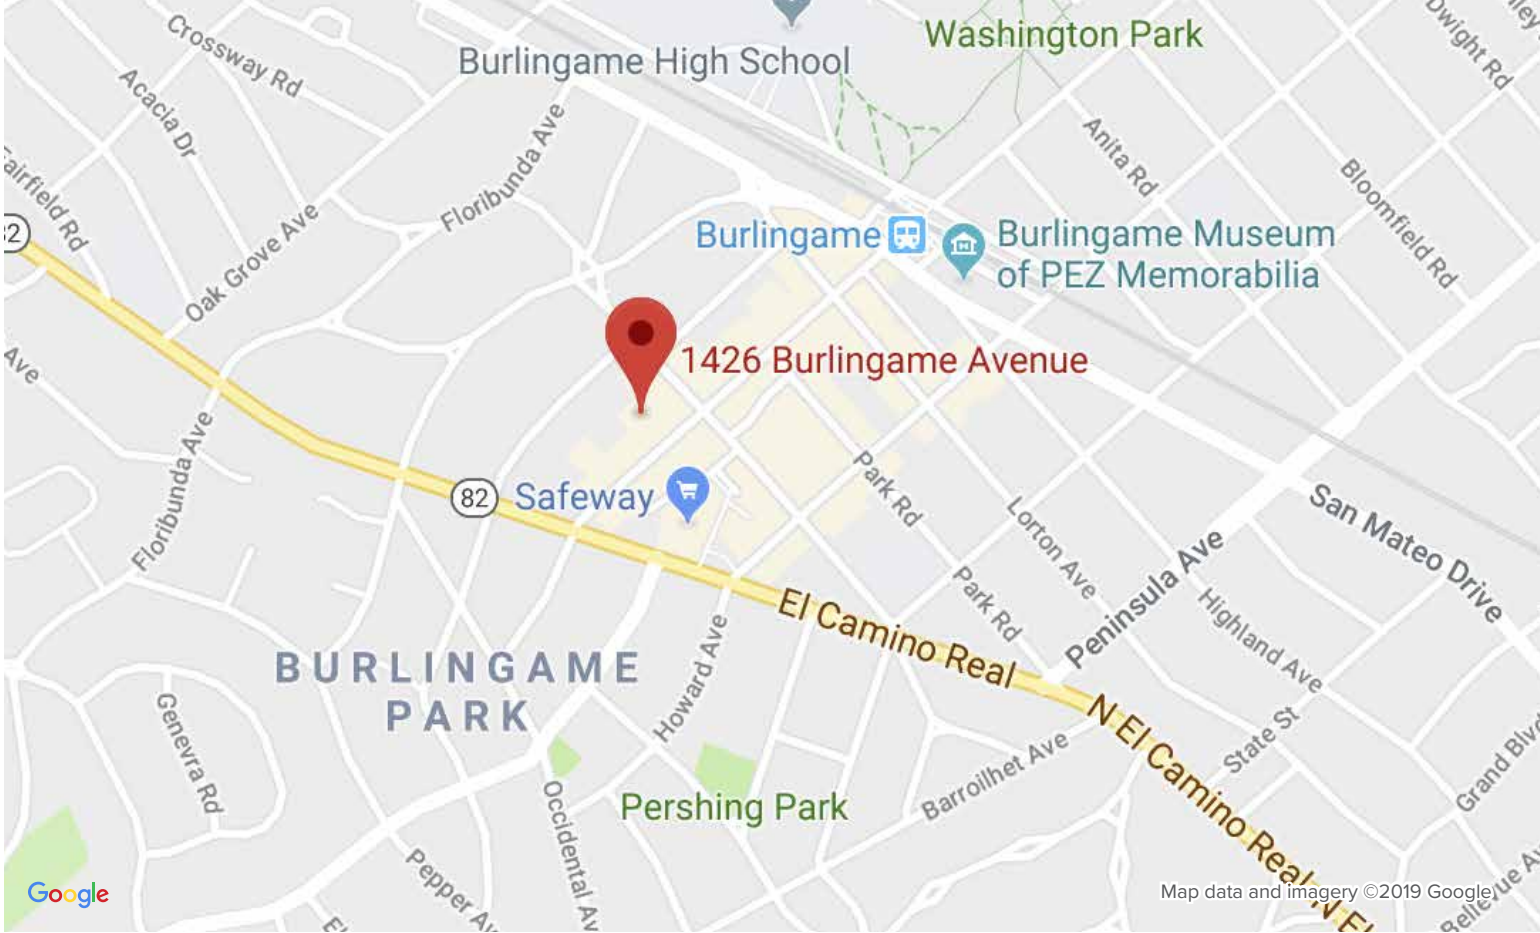 Crossway Rd
Acacia Dr
Burlingame High School
Washington Park
Dwight Rd
Fairfield Rd
Floribunda Ave
Anita Rd
Bloomfield Rd
Oak Grove Ave
Burlingame
Burlingame Museum
of PEZ Memorabilia
Ave
1426 Burlingame Avenue
Floribunda Ave
82
Safeway
Park Rd
Lorton Ave
San Mateo Drive
Peninsula Ave
Park Rd
Highland Ave
El Camino Real
BURLINGAME
PARK
Howard Ave
Genevra Rd
N El Camino Real
State St
Barroilhet Ave
Grand Blvd
Pershing Park
Occidental Av
Pepper Av
Bellevue Av
N El
Google
Map data and imagery ©2019 Google